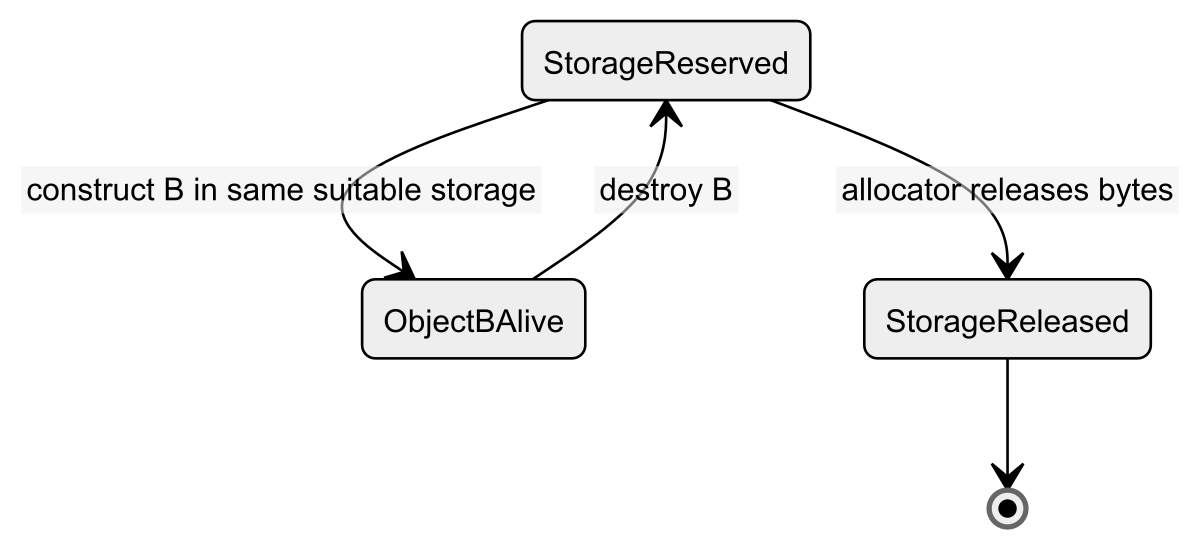 StorageReserved
construct B in same suitable storage
destroy B
allocator releases bytes
ObjectBAlive
StorageReleased